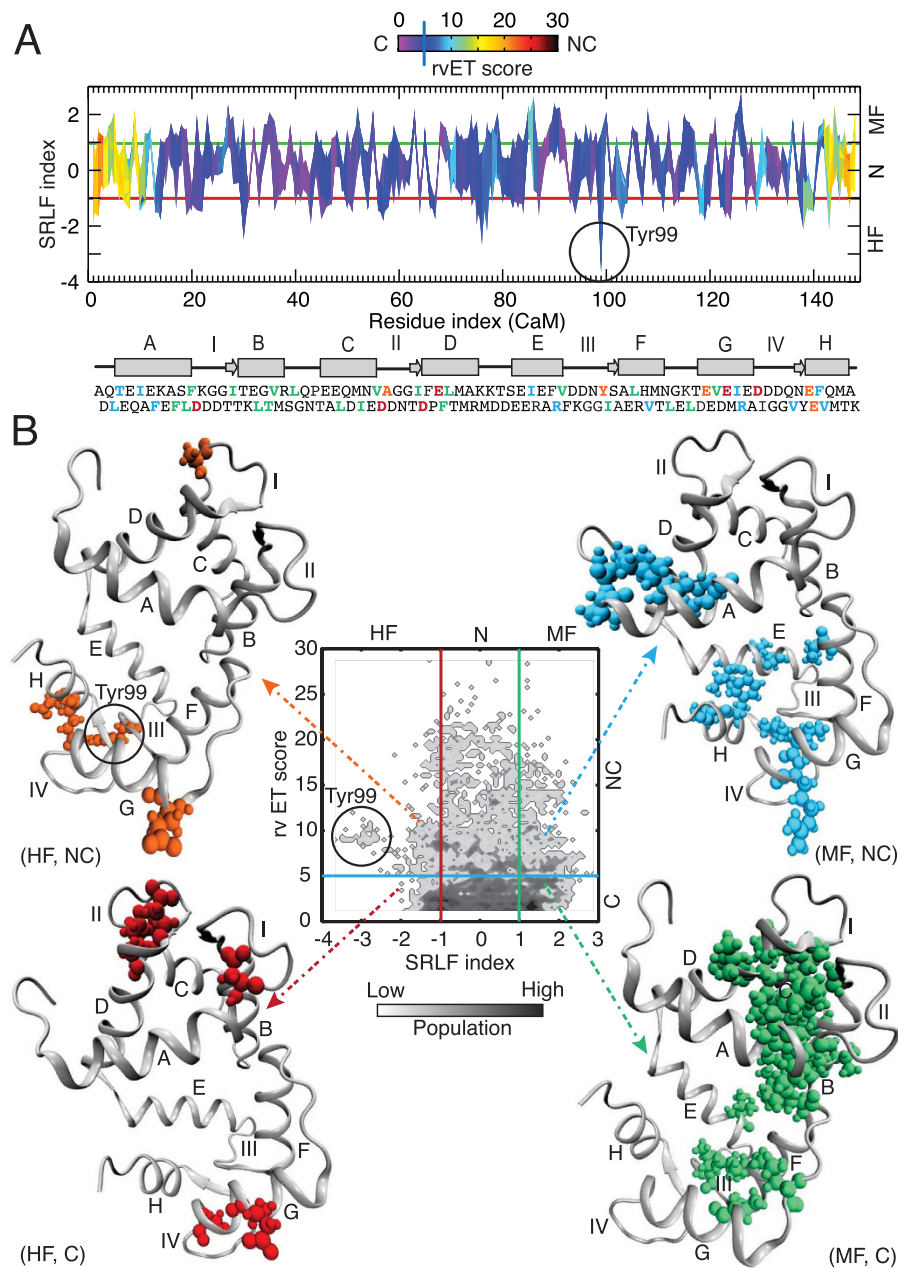 A
0 10 20 30
C NC
rvET score
2
0
-2
-4
SRLF index
MF
N
HF
Tyr99
0 20 40 60 80 100 120 140
Residue index (CaM)
A I B C II D E III F G IV H
AQTEIEKASFKGGITEGVRLQPEEQMNVAGGIFELMAKKTSEIEFVDDNYSALHMNGKTEVEIEDDDQNEFQMA
DLEQAFEFLDDDTTKLTMSGNTALDIEDDNTDPFTMRMDDEERARFKGGIAERVTLELDEDMRAIGGVYEVMTK
B
I
D
C
II
A
B
E
H
Tyr99
III
F
IV
G
(HF, NC)
II
I
D
C
B
A
E
III
F
H
G
IV
(MF, NC)
HF N MF
30
25
20
15
10
5
0
rv ET score
NC
C
Tyr99
-4 -3 -2 -1 0 1 2 3
SRLF index
Low High
Population
II
I
C
D
B
A
E
III
F
H
G
IV
(HF, C)
I
D
II
A
B
E
H
F
III
IV
G
(MF, C)